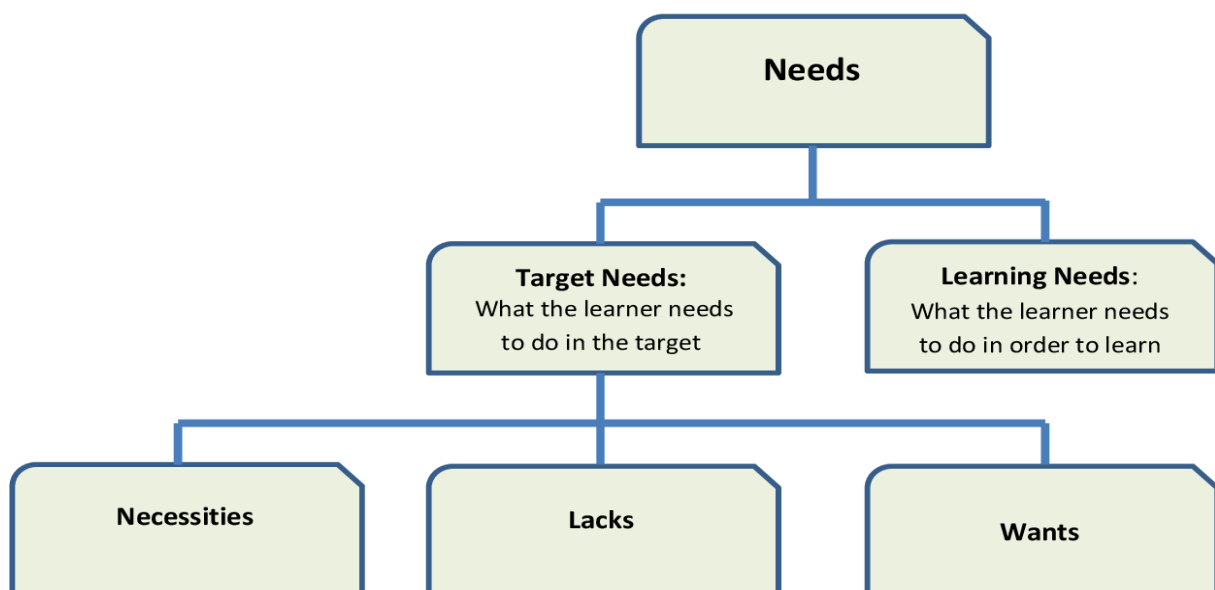 Needs
Target Needs:
What the learner needs
to do in the target
Learning Needs:
What the learner needs
to do in order to learn
Necessities
Lacks
Wants